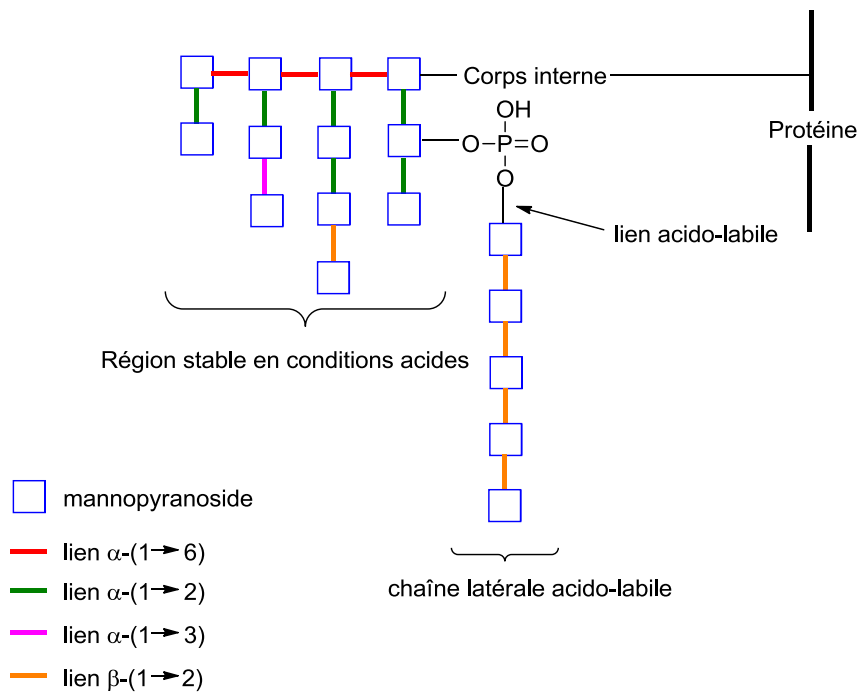 Corps interne
OH
Protéine
O–P=O
O
lien acido-labile
Région stable en conditions acides
mannopyranoside
lien α-(1→6)
chaîne latérale acido-labile
lien α-(1→2)
lien α-(1→3)
lien β-(1→2)